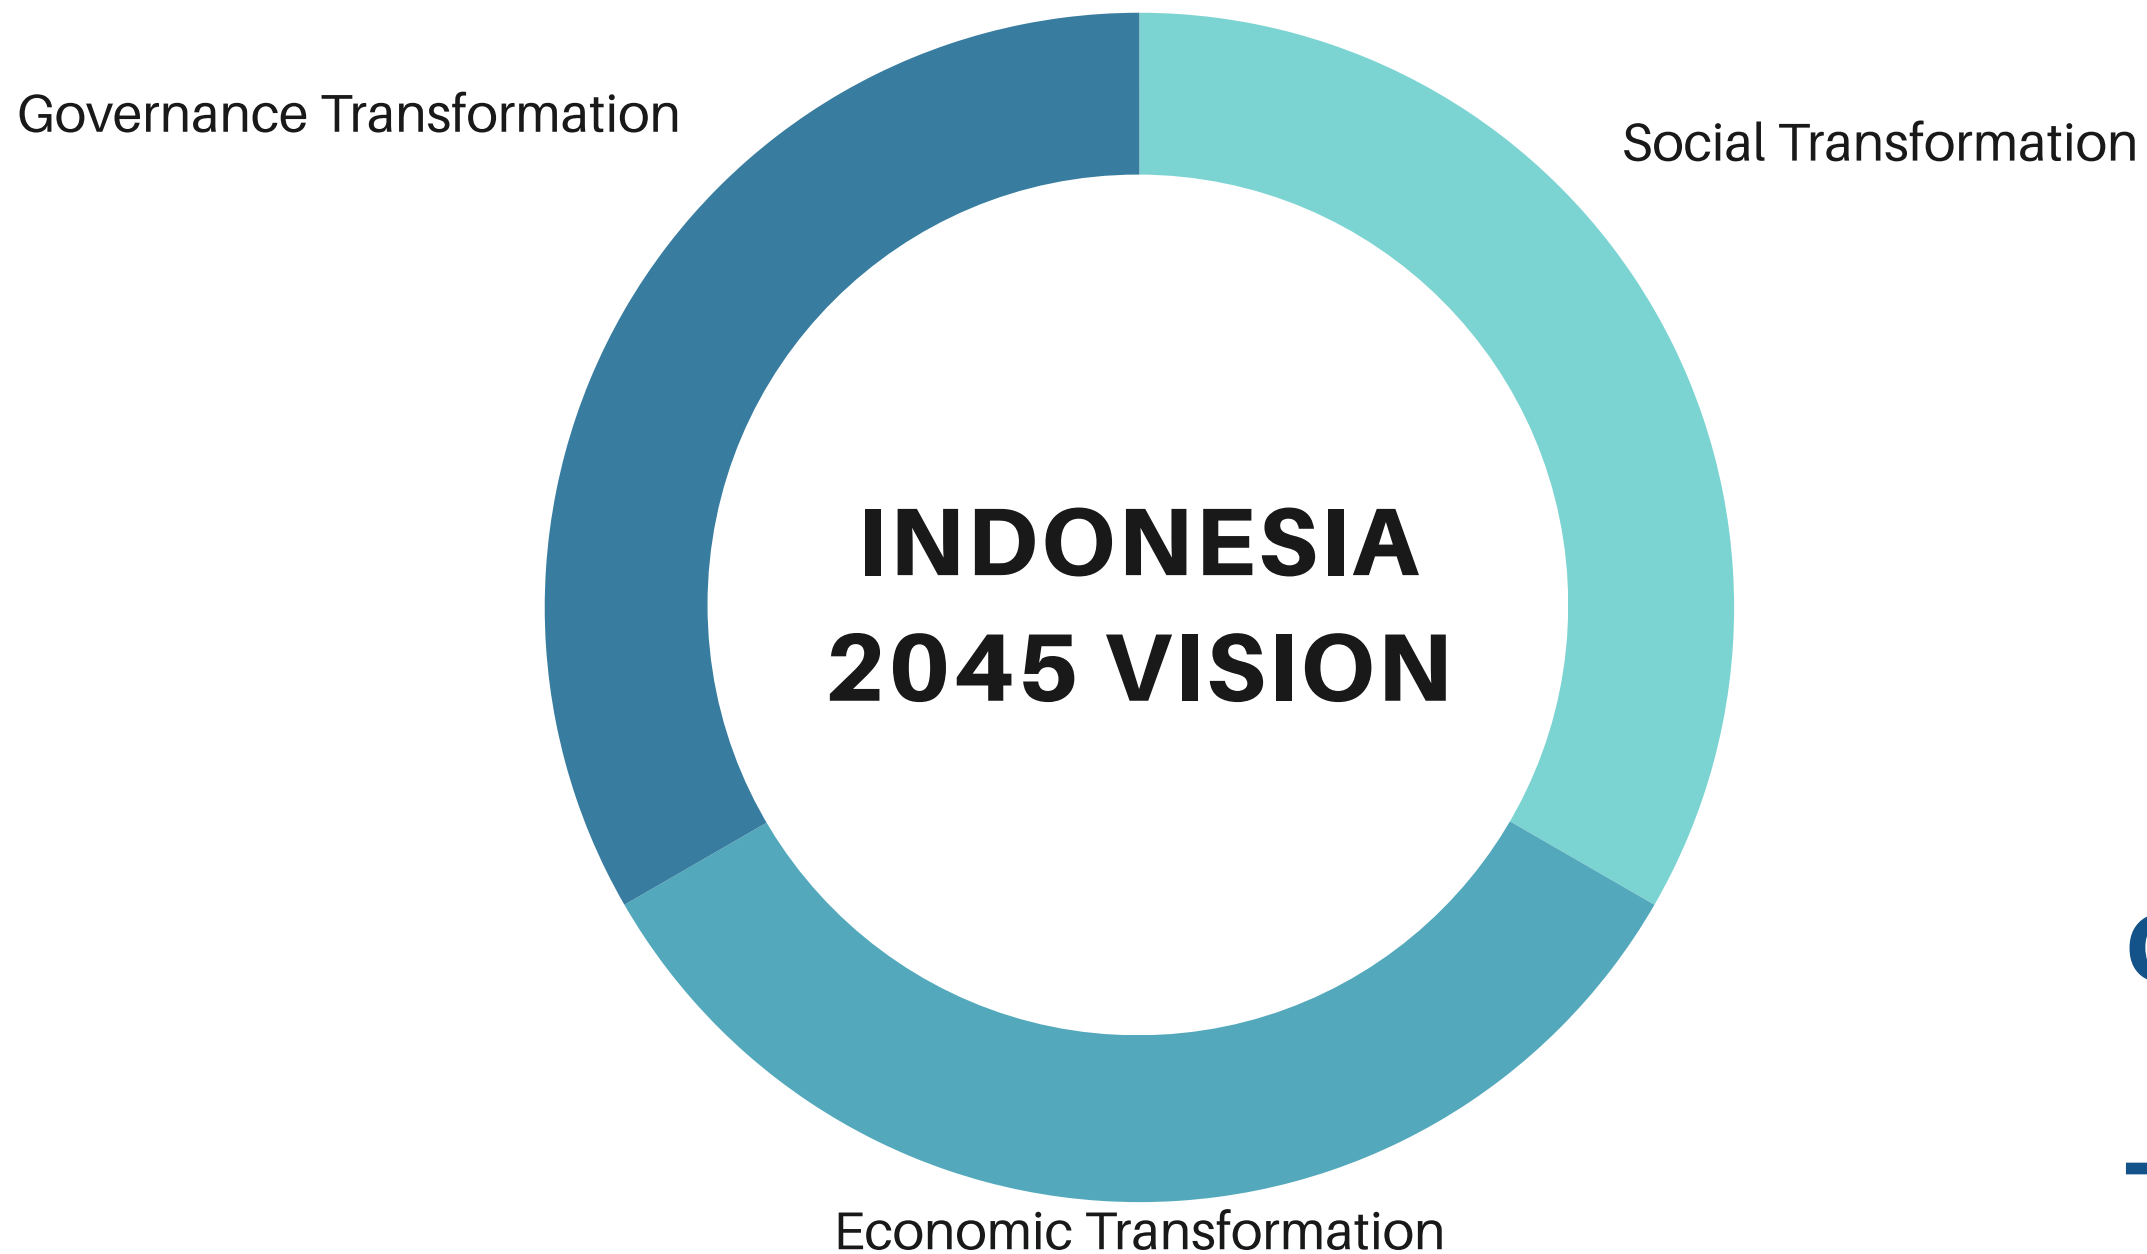 Governance Transformation
Social Transformation
INDONESIA
2045 VISION
Economic Transformation